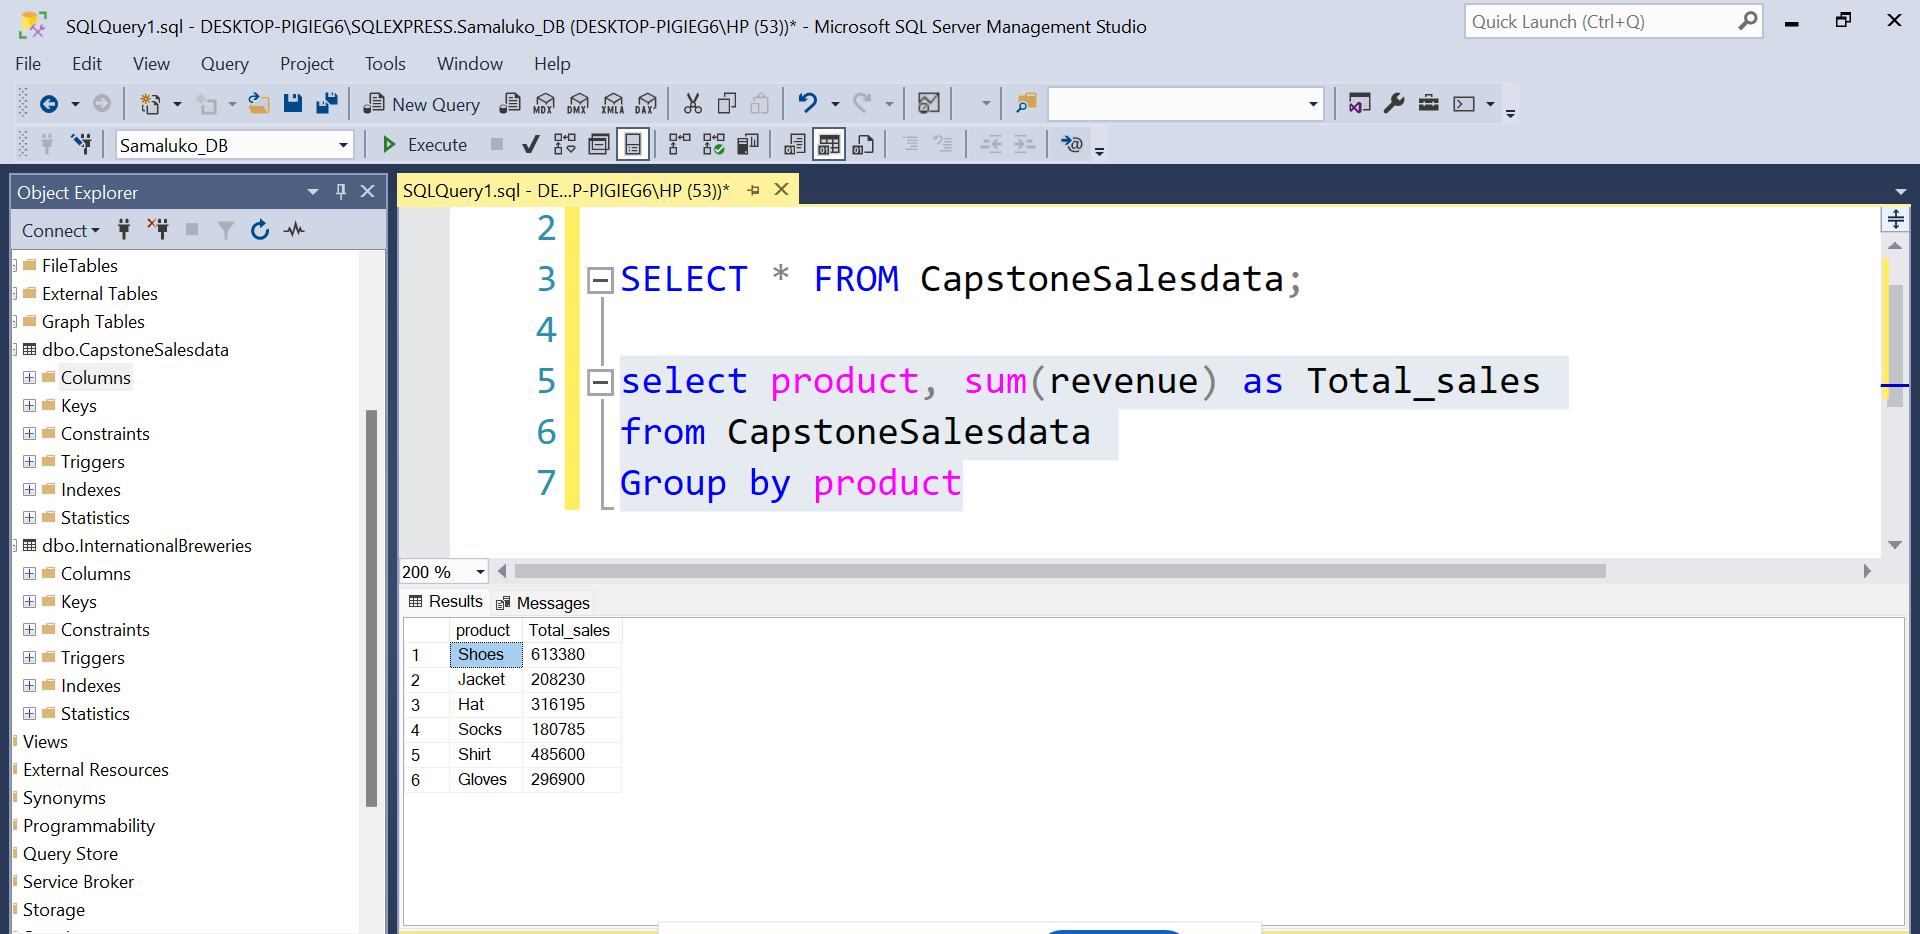 SQLQuery1.sql - DESKTOP-PIGIEG6\SQLEXPRESS.Samaluko_DB (DESKTOP-PIGIEG6\HP (53))* - Microsoft SQL Server Management Studio
Quick Launch (Ctrl+Q)
File Edit View Query Project Tools Window Help
New Query MDX DMX XMLA DAX
Samaluko_DB Execute
Object Explorer
Connect
FileTables
External Tables
Graph Tables
dbo.CapstoneSalesdata
Columns
Keys
Constraints
Triggers
Indexes
Statistics
dbo.InternationalBreweries
Columns
Keys
Constraints
Triggers
Indexes
Statistics
Views
External Resources
Synonyms
Programmability
Query Store
Service Broker
Storage
SQLQuery1.sql - DE...P-PIGIEG6\HP (53))*
2
3 SELECT * FROM CapstoneSalesdata;
4
5 select product, sum(revenue) as Total_sales
6 from CapstoneSalesdata
7 Group by product
200 %
Results Messages
product Total_sales
1 Shoes 613380
2 Jacket 208230
3 Hat 316195
4 Socks 180785
5 Shirt 485600
6 Gloves 296900